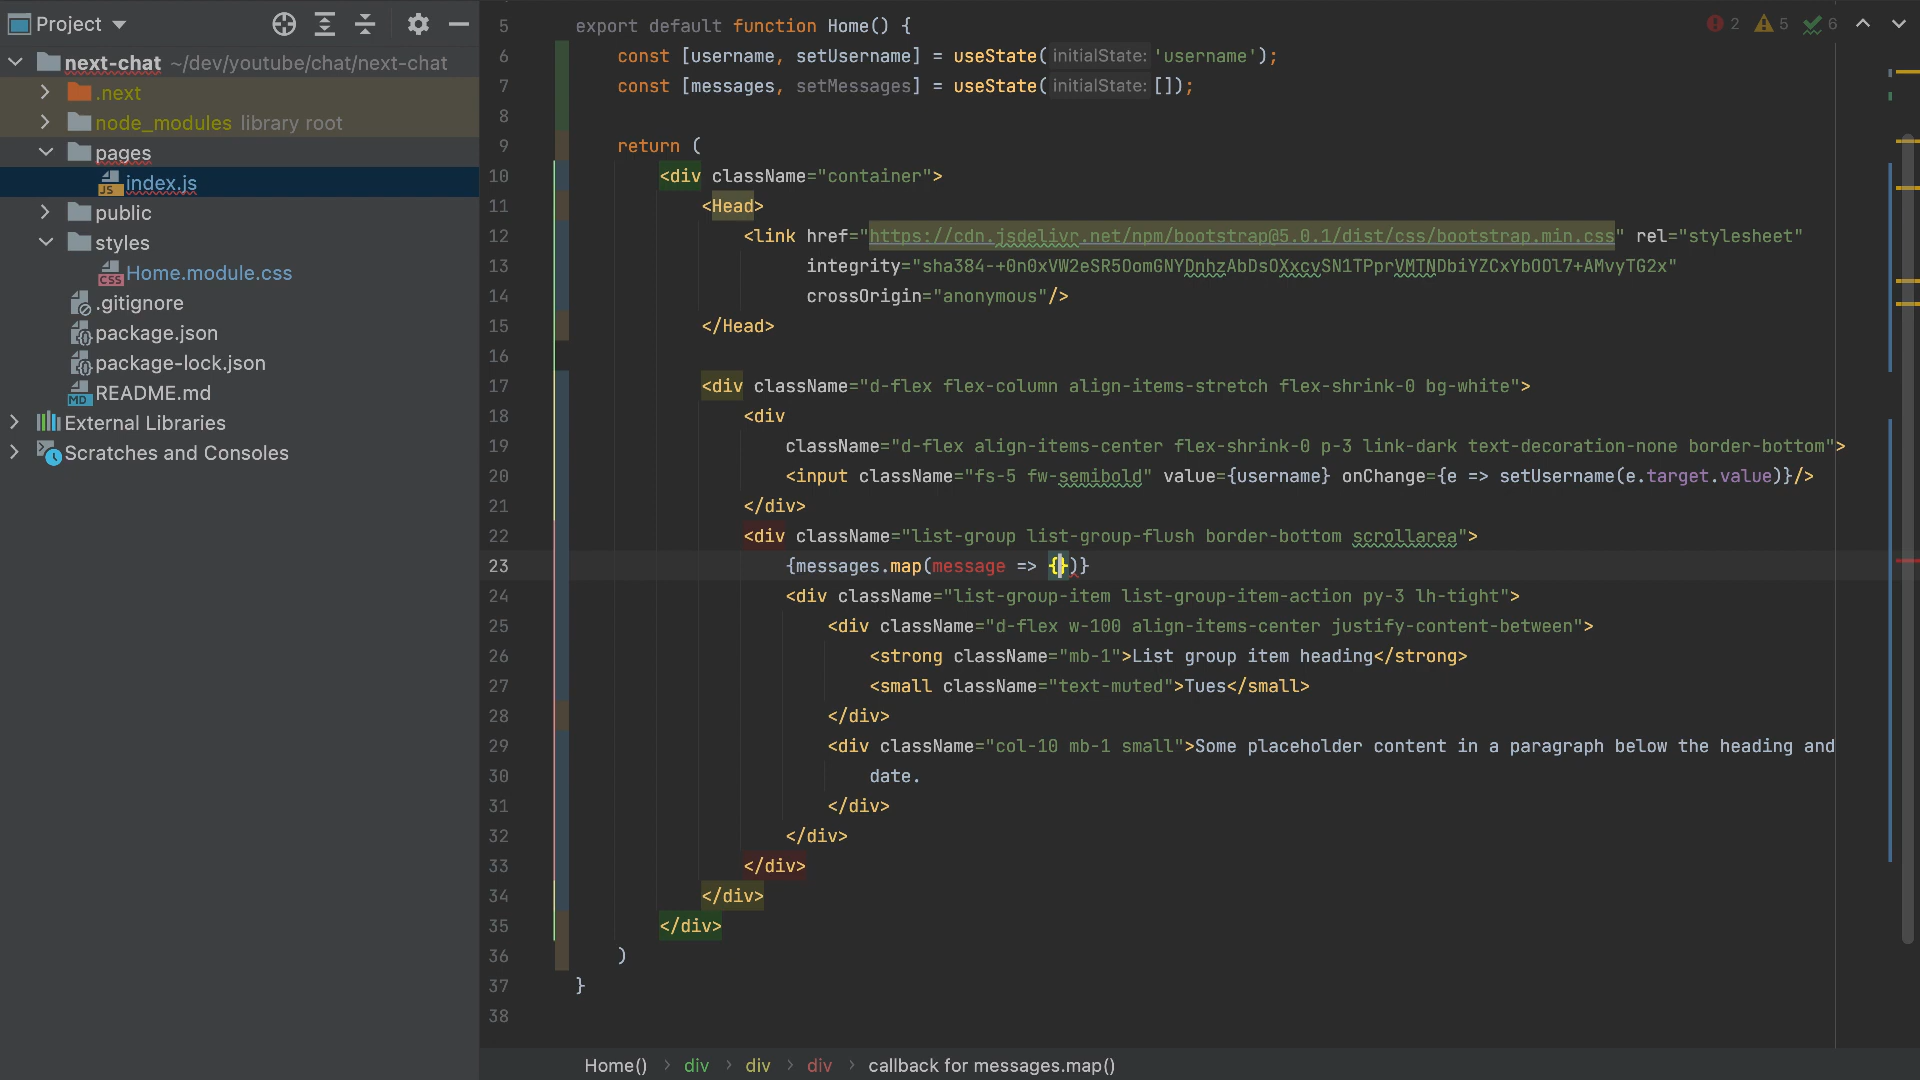 Project
next-chat ~/dev/youtube/chat/next-chat
.next
node_modules library root
pages
index.js
public
styles
Home.module.css
.gitignore
package.json
package-lock.json
README.md
External Libraries
Scratches and Consoles
2 5 6
5 export default function Home() {
6 const [username, setUsername] = useState( initialState: 'username');
7 const [messages, setMessages] = useState( initialState: []);
8
9 return (
10 <div className="container">
11 <Head>
12 <link href="https://cdn.jsdelivr.net/npm/bootstrap@5.0.1/dist/css/bootstrap.min.css" rel="stylesheet"
13 integrity="sha384-+0n0xVW2eSR5OomGNYDnhzAbDsOXxcvSN1TPprVMTNDbiYZCxYbOOl7+AMvyTG2x"
14 crossOrigin="anonymous"/>
15 </Head>
16
17 <div className="d-flex flex-column align-items-stretch flex-shrink-0 bg-white">
18 <div
19 className="d-flex align-items-center flex-shrink-0 p-3 link-dark text-decoration-none border-bottom">
20 <input className="fs-5 fw-semibold" value={username} onChange={e => setUsername(e.target.value)}/>
21 </div>
22 <div className="list-group list-group-flush border-bottom scrollarea">
23 {messages.map(message => {})}
24 <div className="list-group-item list-group-item-action py-3 lh-tight">
25 <div className="d-flex w-100 align-items-center justify-content-between">
26 <strong className="mb-1">List group item heading</strong>
27 <small className="text-muted">Tues</small>
28 </div>
29 <div className="col-10 mb-1 small">Some placeholder content in a paragraph below the heading and
30 date.
31 </div>
32 </div>
33 </div>
34 </div>
35 </div>
36 )
37 }
38
Home() › div › div › div › callback for messages.map()